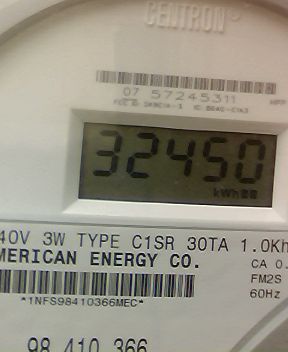 CENTRON®
07 57245311
32450
kWh
40V 3W TYPE C1SR 30TA 1.0Kh
MERICAN ENERGY CO.
CA 0.
FM2S
*1NFS98410366MEC*
60Hz
98 410 366